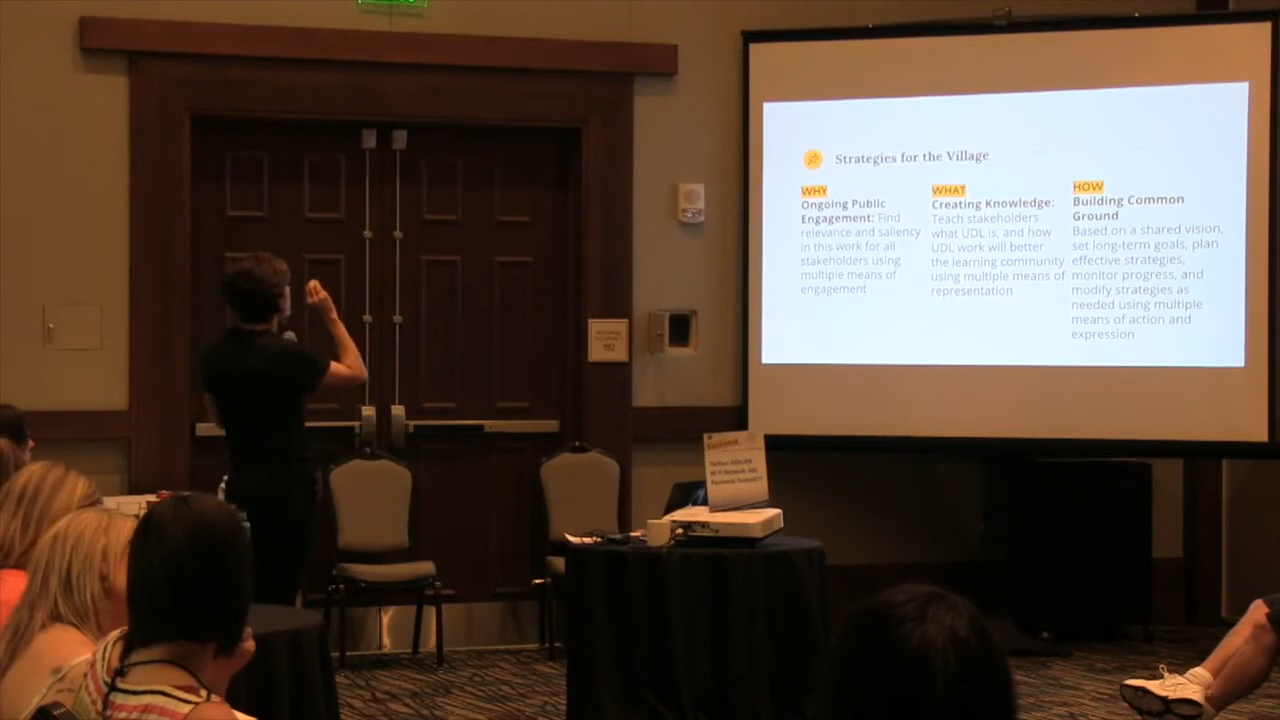 Strategies for the Village
WHY
Ongoing Public
Engagement: Find
relevance and saliency
in this work for all
stakeholders using
multiple means of
engagement
WHAT
Creating Knowledge:
Teach stakeholders
what UDL is, and how
UDL work will better
the learning community
using multiple means of
representation
HOW
Building Common
Ground
Based on a shared vision,
set long-term goals, plan
effective strategies,
monitor progress, and
modify strategies as
needed using multiple
means of action and
expression
192
Summit